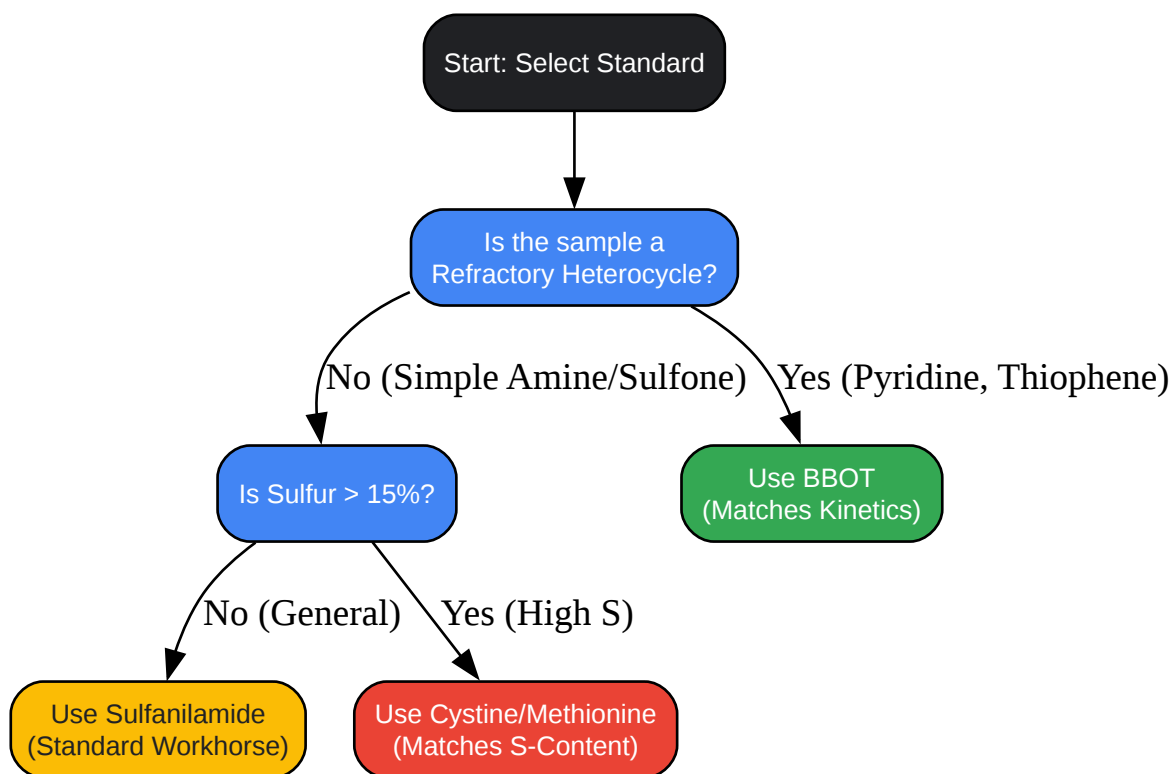 Start: Select Standard
Is the sample a
Refractory Heterocycle?
No (Simple Amine/Sulfone)
Yes (Pyridine, Thiophene)
Is Sulfur > 15%?
Use BBOT
(Matches Kinetics)
No (General)
Yes (High S)
Use Sulfanilamide
(Standard Workhorse)
Use Cystine/Methionine
(Matches S-Content)